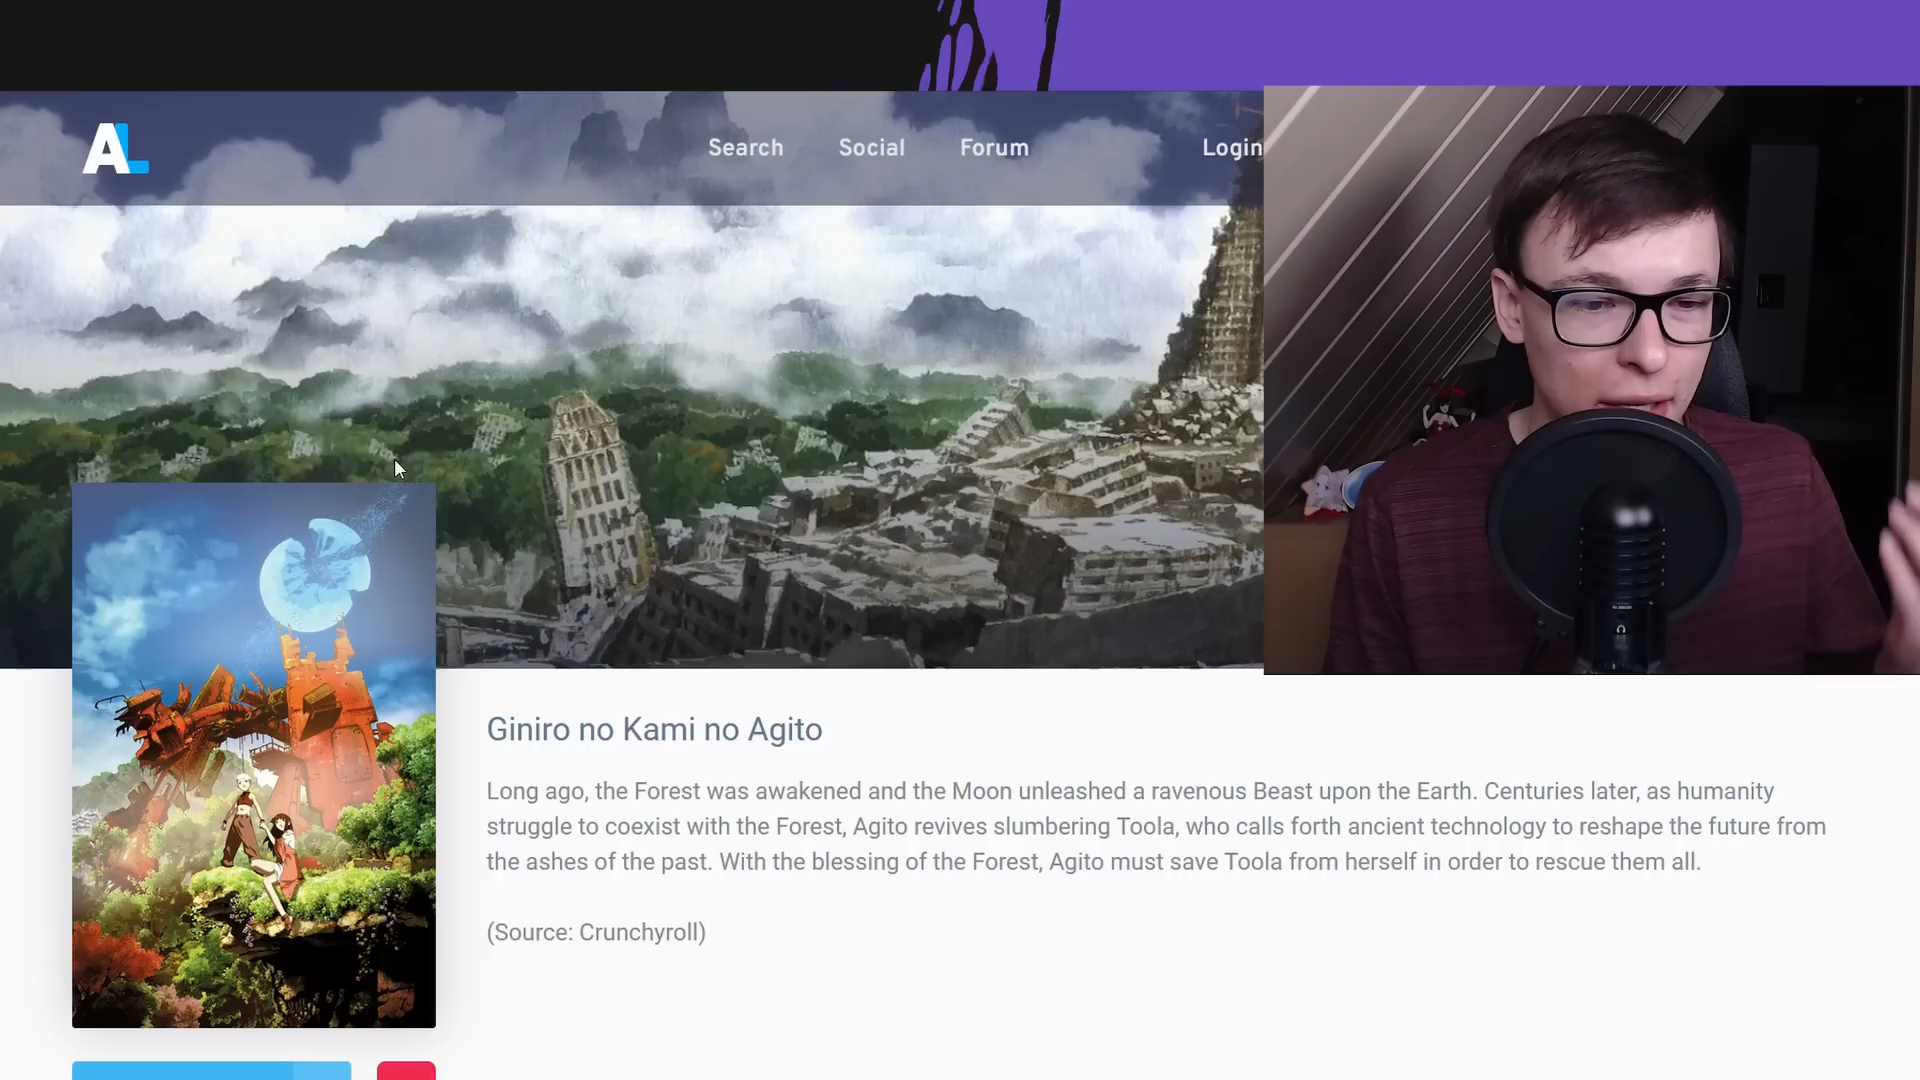 AL
Search
Social
Forum
Login
Giniro no Kami no Agito
Long ago, the Forest was awakened and the Moon unleashed a ravenous Beast upon the Earth. Centuries later, as humanity
struggle to coexist with the Forest, Agito revives slumbering Toola, who calls forth ancient technology to reshape the future from
the ashes of the past. With the blessing of the Forest, Agito must save Toola from herself in order to rescue them all.
(Source: Crunchyroll)